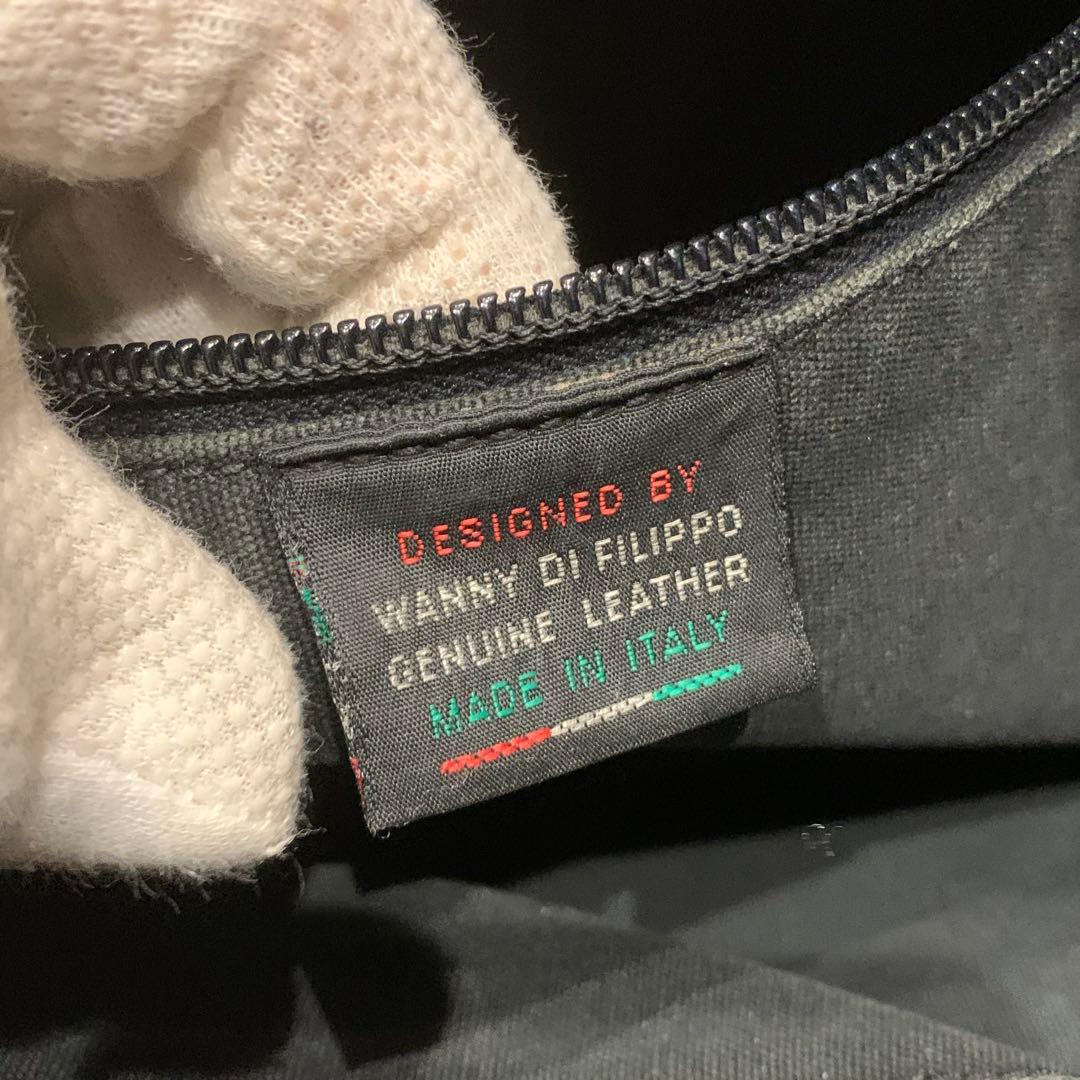 DESIGNED BY
WANNY DI FILIPPO
GENUINE LEATHER
MADE IN ITALY